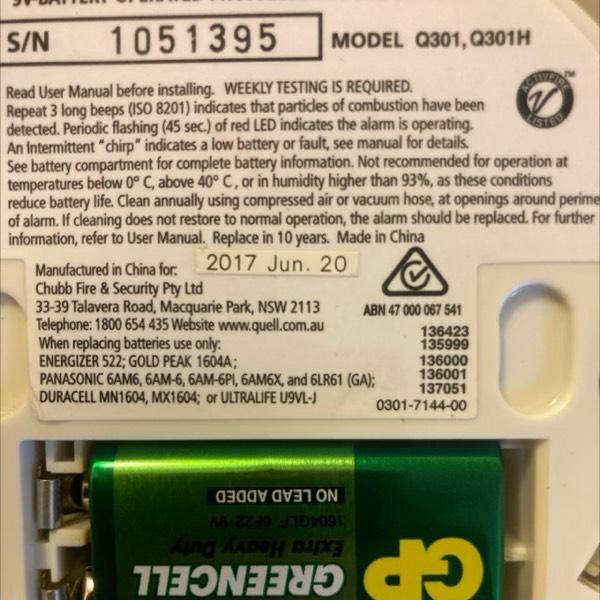 9V-BATTERY OPERATED
S/N 1051395 MODEL Q301, Q301H
Read User Manual before installing. WEEKLY TESTING IS REQUIRED.
Repeat 3 long beeps (ISO 8201) indicates that particles of combustion have been
detected. Periodic flashing (45 sec.) of red LED indicates the alarm is operating.
An Intermittent "chirp" indicates a low battery or fault, see manual for details.
See battery compartment for complete battery information. Not recommended for operation at
temperatures below 0° C, above 40° C, or in humidity higher than 93%, as these conditions
reduce battery life. Clean annually using compressed air or vacuum hose, at openings around perime
of alarm. If cleaning does not restore to normal operation, the alarm should be replaced. For further
information, refer to User Manual. Replace in 10 years. Made in China
ACTIVFIRE
LISTED
TM
Manufactured in China for: 2017 Jun. 20
Chubb Fire & Security Pty Ltd
33-39 Talavera Road, Macquarie Park, NSW 2113
Telephone: 1800 654 435 Website www.quell.com.au
When replacing batteries use only:
ENERGIZER 522; GOLD PEAK 1604A;
PANASONIC 6AM6, 6AM-6, 6AM-6PI, 6AM6X, and 6LR61 (GA);
DURACELL MN1604, MX1604; or ULTRALIFE U9VL-J
ABN 47 000 067 541
136423
135999
136000
136001
137051
0301-7144-00
NO LEAD ADDED
1604GLF 6F22 9V
Extra Heavy Duty
GREENCELL
GP